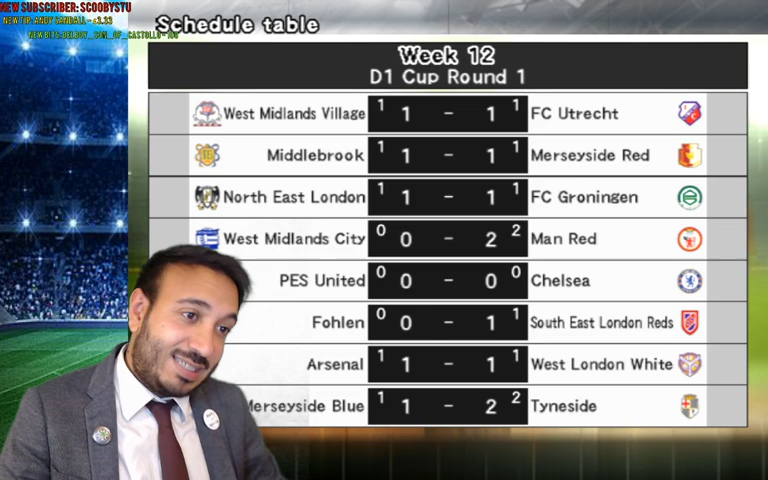 NEW SUBSCRIBER: SCOOBYSTU
Schedule table
Week 12
D1 Cup Round 1
West Midlands Village 1 1 - 1 1 FC Utrecht
Middlebrook 1 1 - 1 1 Merseyside Red
North East London 1 1 - 1 1 FC Groningen
West Midlands City 0 0 - 2 2 Man Red
PES United 0 0 - 0 0 Chelsea
Fohlen 0 0 - 1 1 South East London Reds
Arsenal 1 1 - 1 1 West London White
Merseyside Blue 1 1 - 2 2 Tyneside